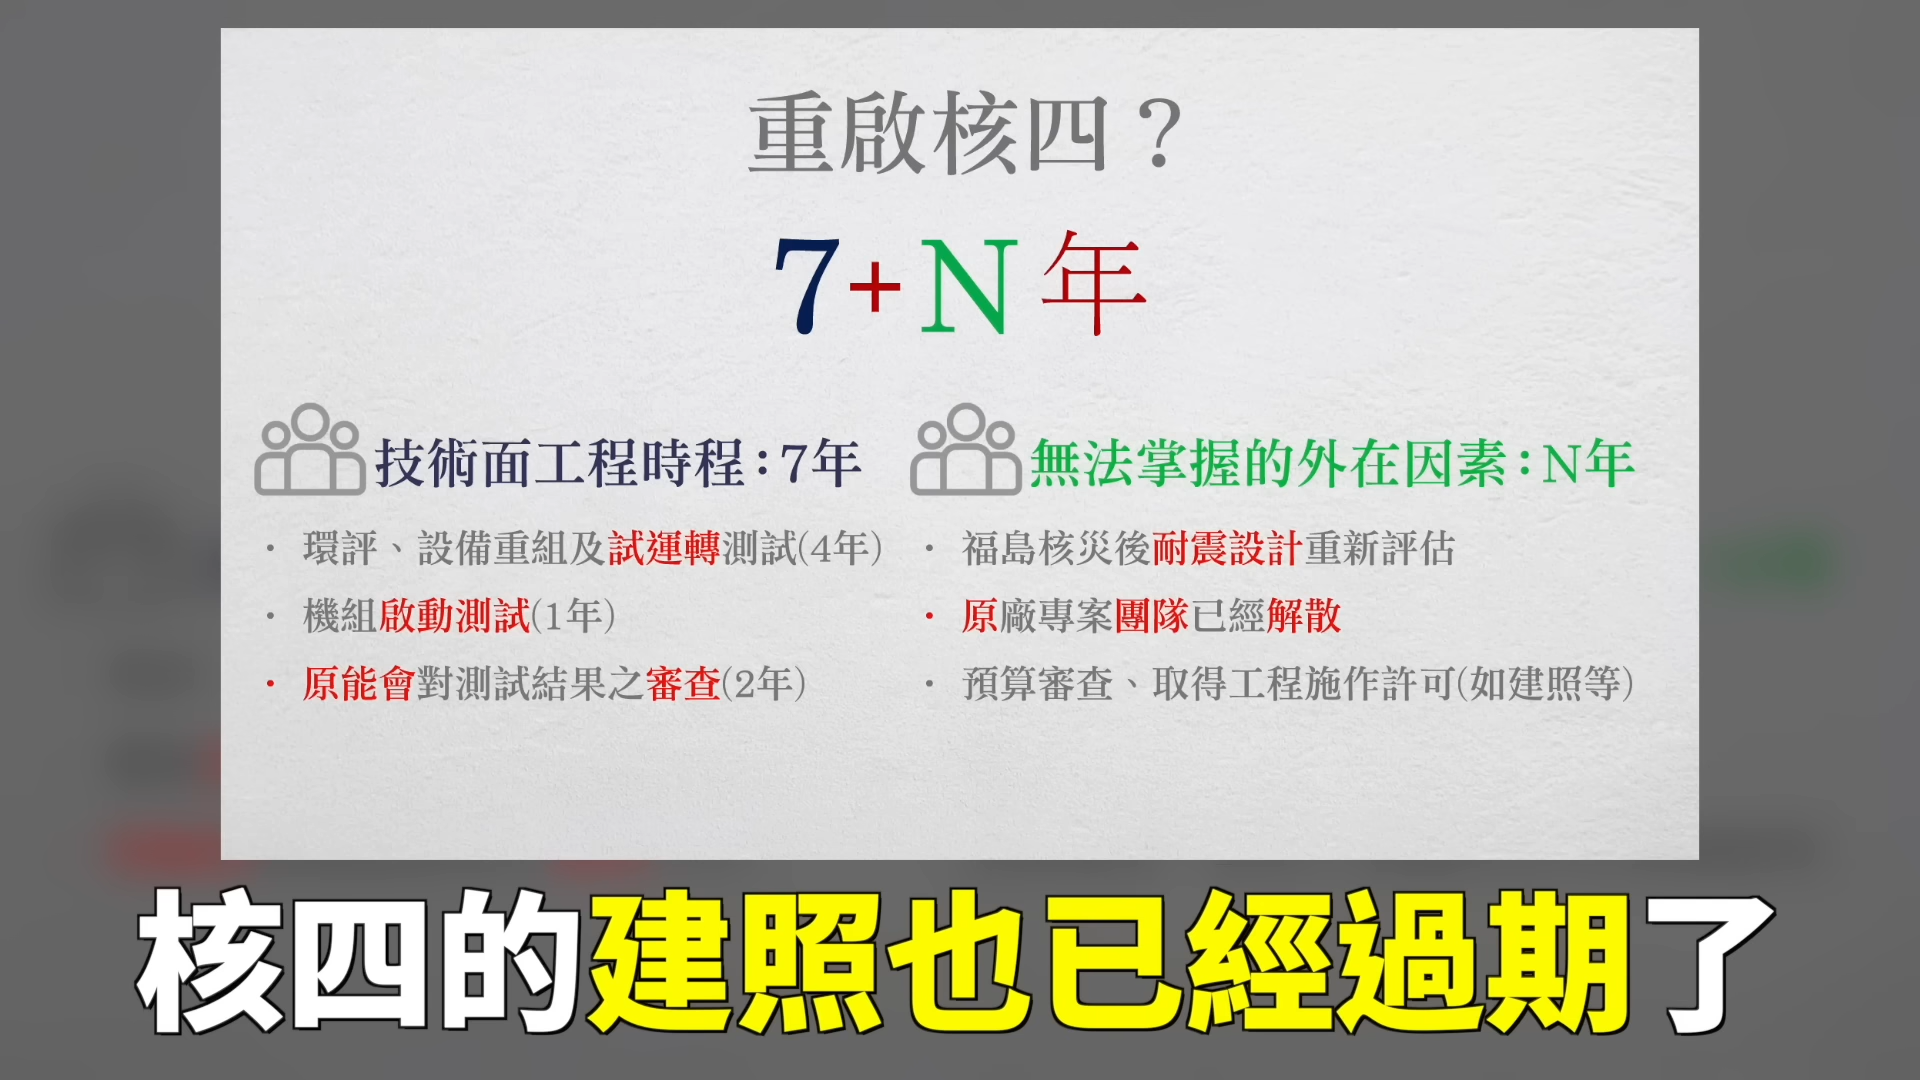 重啟核四？
7+N年
技術面工程時程：7年
・ 環評、設備重組及試運轉測試(4年)
・ 機組啟動測試(1年)
・ 原能會對測試結果之審查(2年)
無法掌握的外在因素：N年
・ 福島核災後耐震設計重新評估
・ 原廠專案團隊已經解散
・ 預算審查、取得工程施作許可(如建照等)
核四的建照也已經過期了